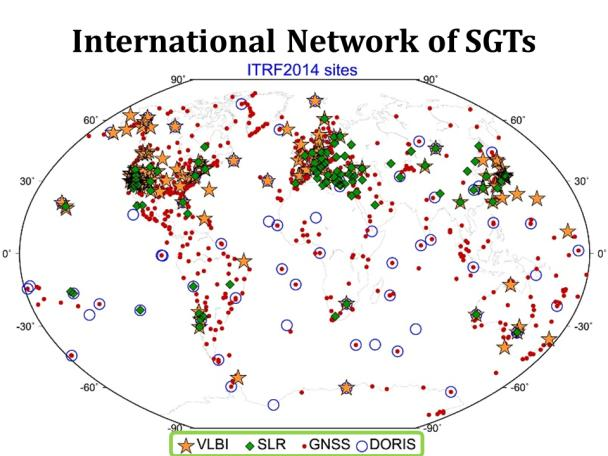 International Network of SGTs
ITRF2014 sites
90˚ 90˚
60˚ 60˚
30˚ 30˚
0˚ 0˚
-30˚ -30˚
-60˚ -60˚
-90˚ -90˚
VLBI SLR GNSS DORIS